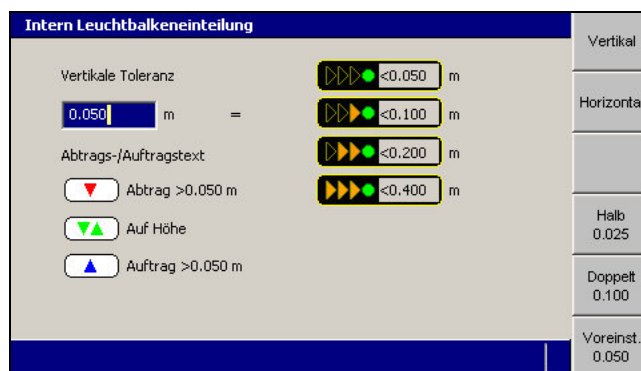 Intern Leuchtbalkeneinteilung
Vertikale Toleranz
0.050 m =
<0.050 m
<0.100 m
<0.200 m
<0.400 m
Abtrags-/Auftragstext
Abtrag >0.050 m
Auf Höhe
Auftrag >0.050 m
Vertikal
Horizonta
Halb
0.025
Doppelt
0.100
Voreinst.
0.050